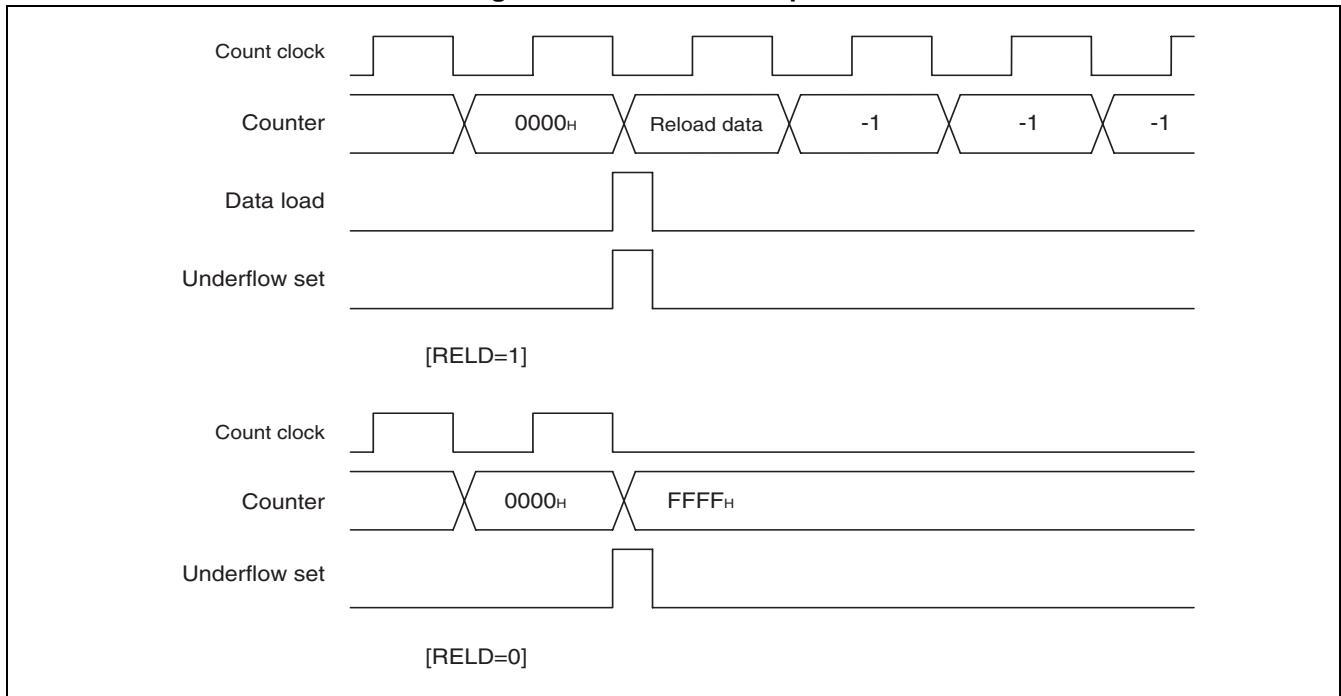 Count clock
Counter 0000H Reload data -1 -1 -1
Data load
Underflow set
[RELD=1]
Count clock
Counter 0000H FFFFH
Underflow set
[RELD=0]